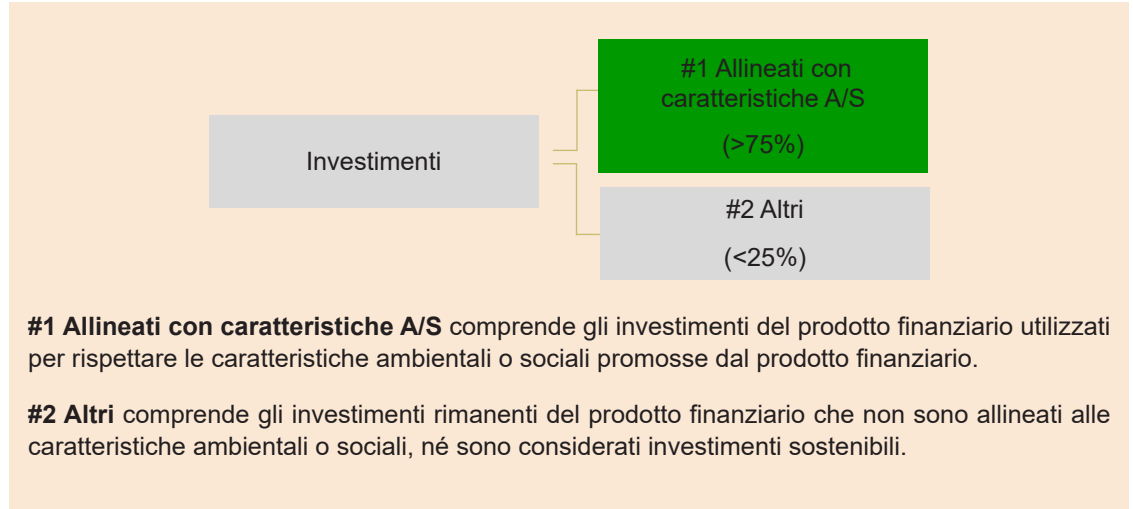 #1 Allineati con
caratteristiche A/S
(>75%)
Investimenti
#2 Altri
(<25%)
#1 Allineati con caratteristiche A/S comprende gli investimenti del prodotto finanziario utilizzati
per rispettare le caratteristiche ambientali o sociali promosse dal prodotto finanziario.
#2 Altri comprende gli investimenti rimanenti del prodotto finanziario che non sono allineati alle
caratteristiche ambientali o sociali, né sono considerati investimenti sostenibili.